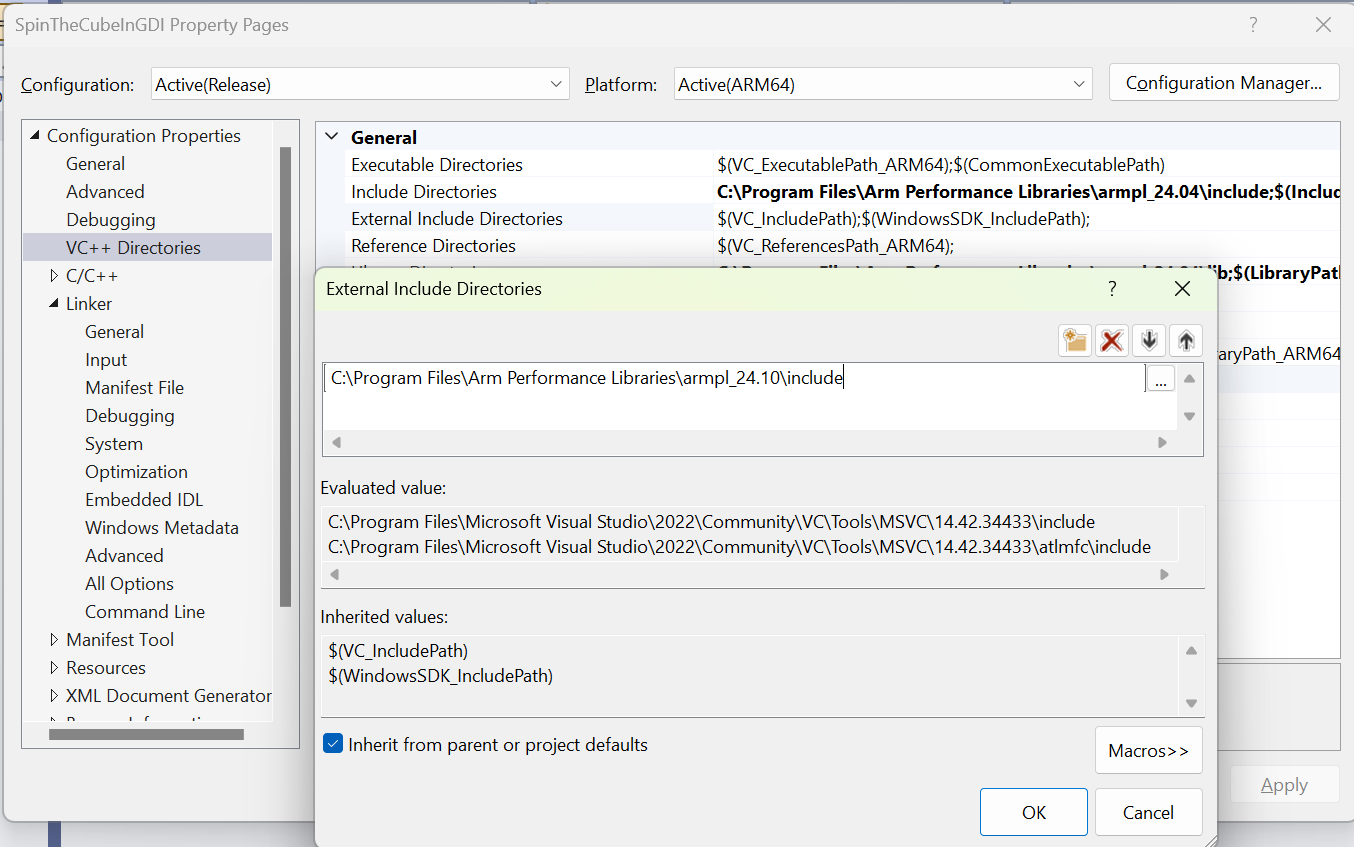 SpinTheCubeInGDI Property Pages
?
Configuration:
Active(Release)
Platform:
Active(ARM64)
Configuration Manager...
Configuration Properties
General
Advanced
Debugging
VC++ Directories
C/C++
Linker
General
Input
Manifest File
Debugging
System
Optimization
Embedded IDL
Windows Metadata
Advanced
All Options
Command Line
Manifest Tool
Resources
XML Document Generator
General
Executable Directories $(VC_ExecutablePath_ARM64);$(CommonExecutablePath)
Include Directories C:\Program Files\Arm Performance Libraries\armpl_24.04\include;$(Includ
External Include Directories $(VC_IncludePath);$(WindowsSDK_IncludePath);
Reference Directories $(VC_ReferencesPath_ARM64);
lib;$(LibraryPat
aryPath_ARM64
External Include Directories
?
C:\Program Files\Arm Performance Libraries\armpl_24.10\include
...
Evaluated value:
C:\Program Files\Microsoft Visual Studio\2022\Community\VC\Tools\MSVC\14.42.34433\include
C:\Program Files\Microsoft Visual Studio\2022\Community\VC\Tools\MSVC\14.42.34433\atlmfc\include
Inherited values:
$(VC_IncludePath)
$(WindowsSDK_IncludePath)
Inherit from parent or project defaults
Macros>>
OK
Cancel
Apply